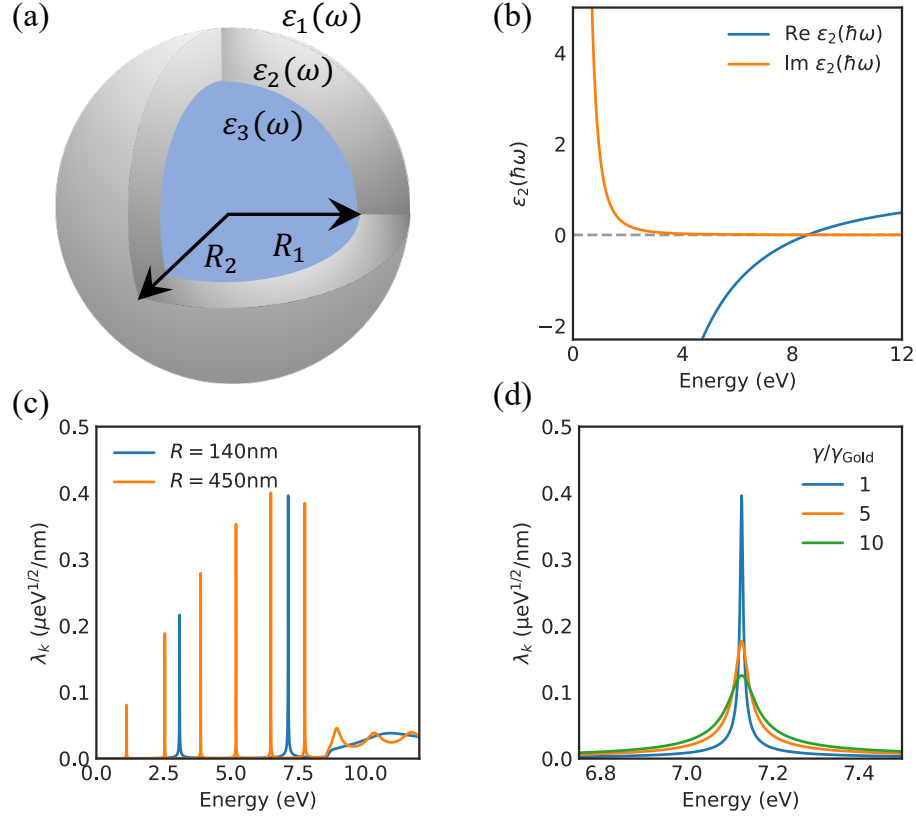 (a)
ε₁(ω)
ε₂(ω)
ε₃(ω)
R₁
R₂
(b)
Re ε₂(ħω)
Im ε₂(ħω)
ε₂(ħω)
4
2
0
−2
0 4 8 12
Energy (eV)
(c)
R = 140nm
R = 450nm
λₖ (μeV¹ᐟ²/nm)
0.5
0.4
0.3
0.2
0.1
0.0
0.0 2.5 5.0 7.5 10.0
Energy (eV)
(d)
γ/γGold
1
5
10
λₖ (μeV¹ᐟ²/nm)
0.5
0.4
0.3
0.2
0.1
0.0
6.8 7.0 7.2 7.4
Energy (eV)